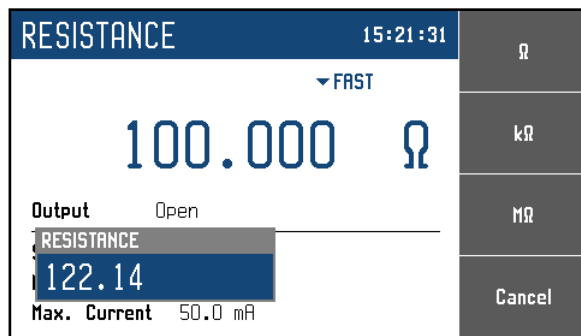 RESISTANCE 15:21:31
▾FAST
100.000 Ω
Output Open
RESISTANCE
122.14
Max. Current 50.0 mA
Ω
kΩ
MΩ
Cancel